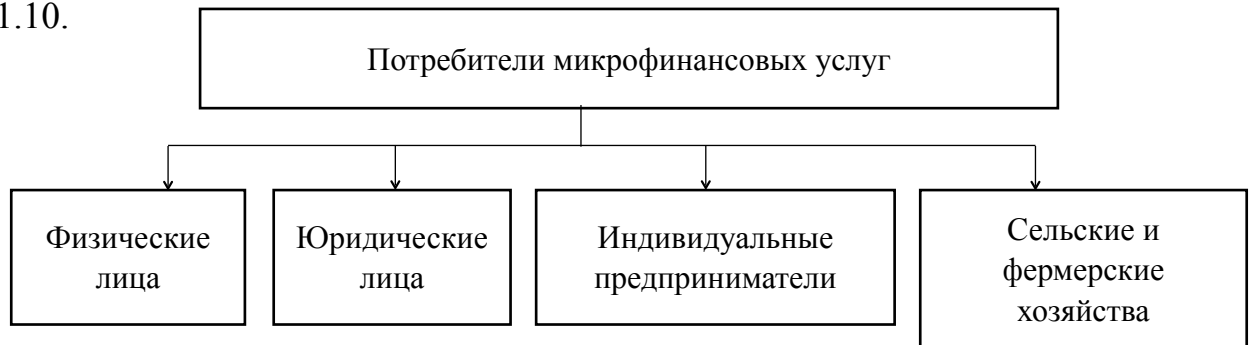 1.10.
Потребители микрофинансовых услуг
Физические
лица
Юридические
лица
Индивидуальные
предприниматели
Сельские и
фермерские
хозяйства